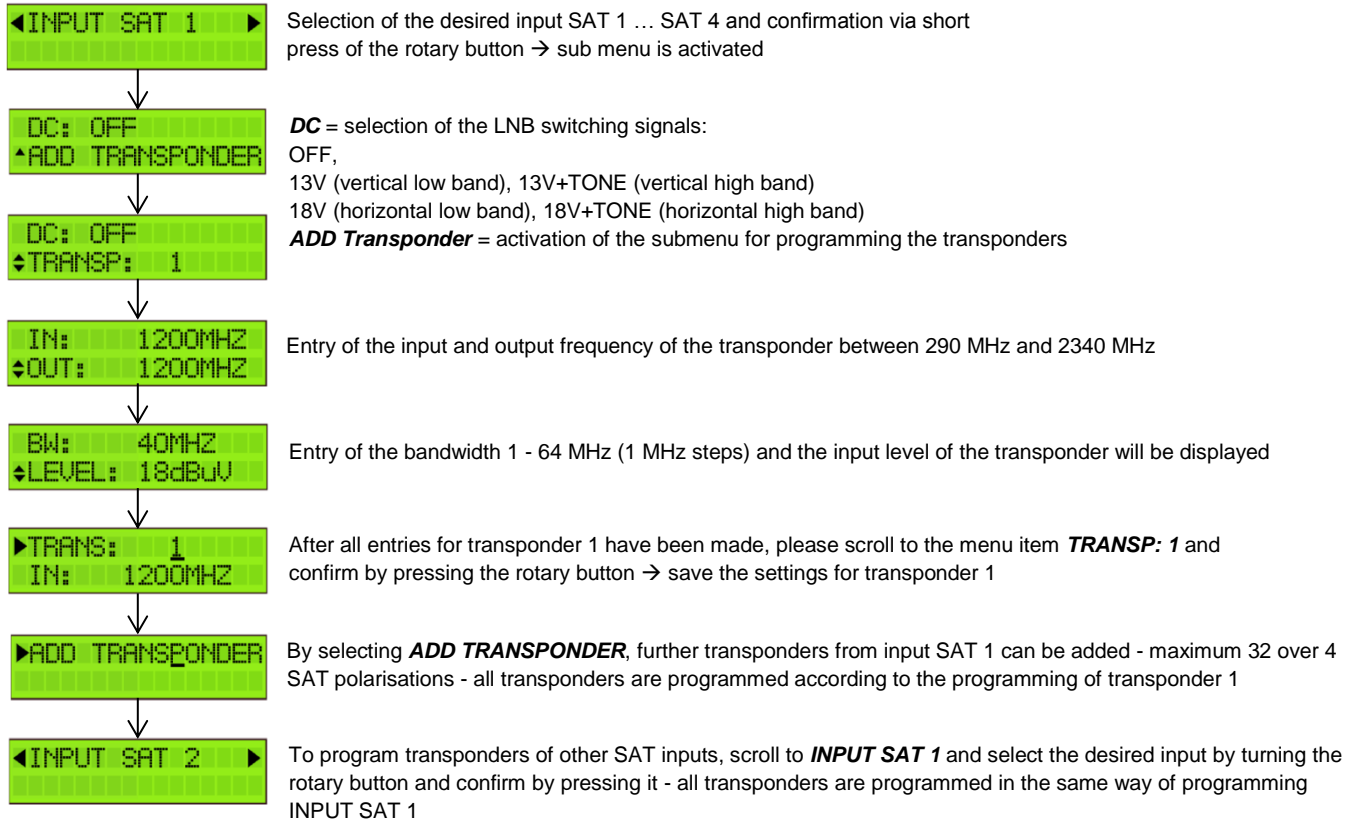 ◄INPUT SAT 1 ►
Selection of the desired input SAT 1 … SAT 4 and confirmation via short
press of the rotary button → sub menu is activated
DC: OFF
▲ADD TRANSPONDER
DC = selection of the LNB switching signals:
OFF,
13V (vertical low band), 13V+TONE (vertical high band)
18V (horizontal low band), 18V+TONE (horizontal high band)
ADD Transponder = activation of the submenu for programming the transponders
DC: OFF
TRANSP: 1
IN: 1200MHZ
OUT: 1200MHZ
Entry of the input and output frequency of the transponder between 290 MHz and 2340 MHz
BW: 40MHZ
LEVEL: 18dBuV
Entry of the bandwidth 1 - 64 MHz (1 MHz steps) and the input level of the transponder will be displayed
►TRANS: 1
IN: 1200MHZ
After all entries for transponder 1 have been made, please scroll to the menu item TRANSP: 1 and
confirm by pressing the rotary button → save the settings for transponder 1
►ADD TRANSPONDER
By selecting ADD TRANSPONDER, further transponders from input SAT 1 can be added - maximum 32 over 4
SAT polarisations - all transponders are programmed according to the programming of transponder 1
◄INPUT SAT 2 ►
To program transponders of other SAT inputs, scroll to INPUT SAT 1 and select the desired input by turning the
rotary button and confirm by pressing it - all transponders are programmed in the same way of programming
INPUT SAT 1